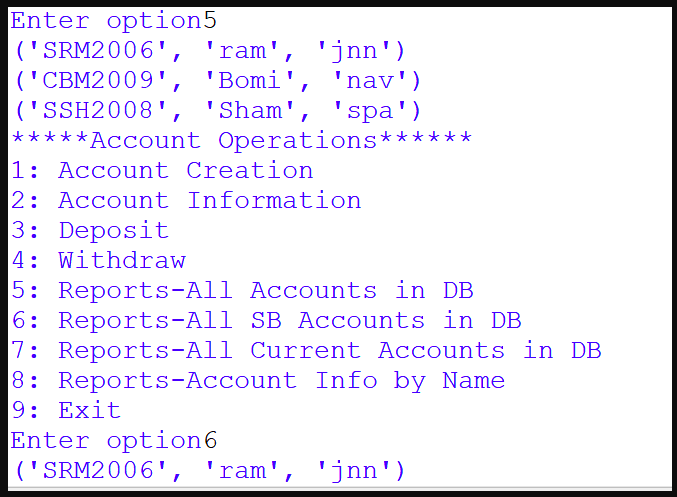 Enter option5
('SRM2006', 'ram', 'jnn')
('CBM2009', 'Bomi', 'nav')
('SSH2008', 'Sham', 'spa')
*****Account Operations******
1: Account Creation
2: Account Information
3: Deposit
4: Withdraw
5: Reports-All Accounts in DB
6: Reports-All SB Accounts in DB
7: Reports-All Current Accounts in DB
8: Reports-Account Info by Name
9: Exit
Enter option6
('SRM2006', 'ram', 'jnn')